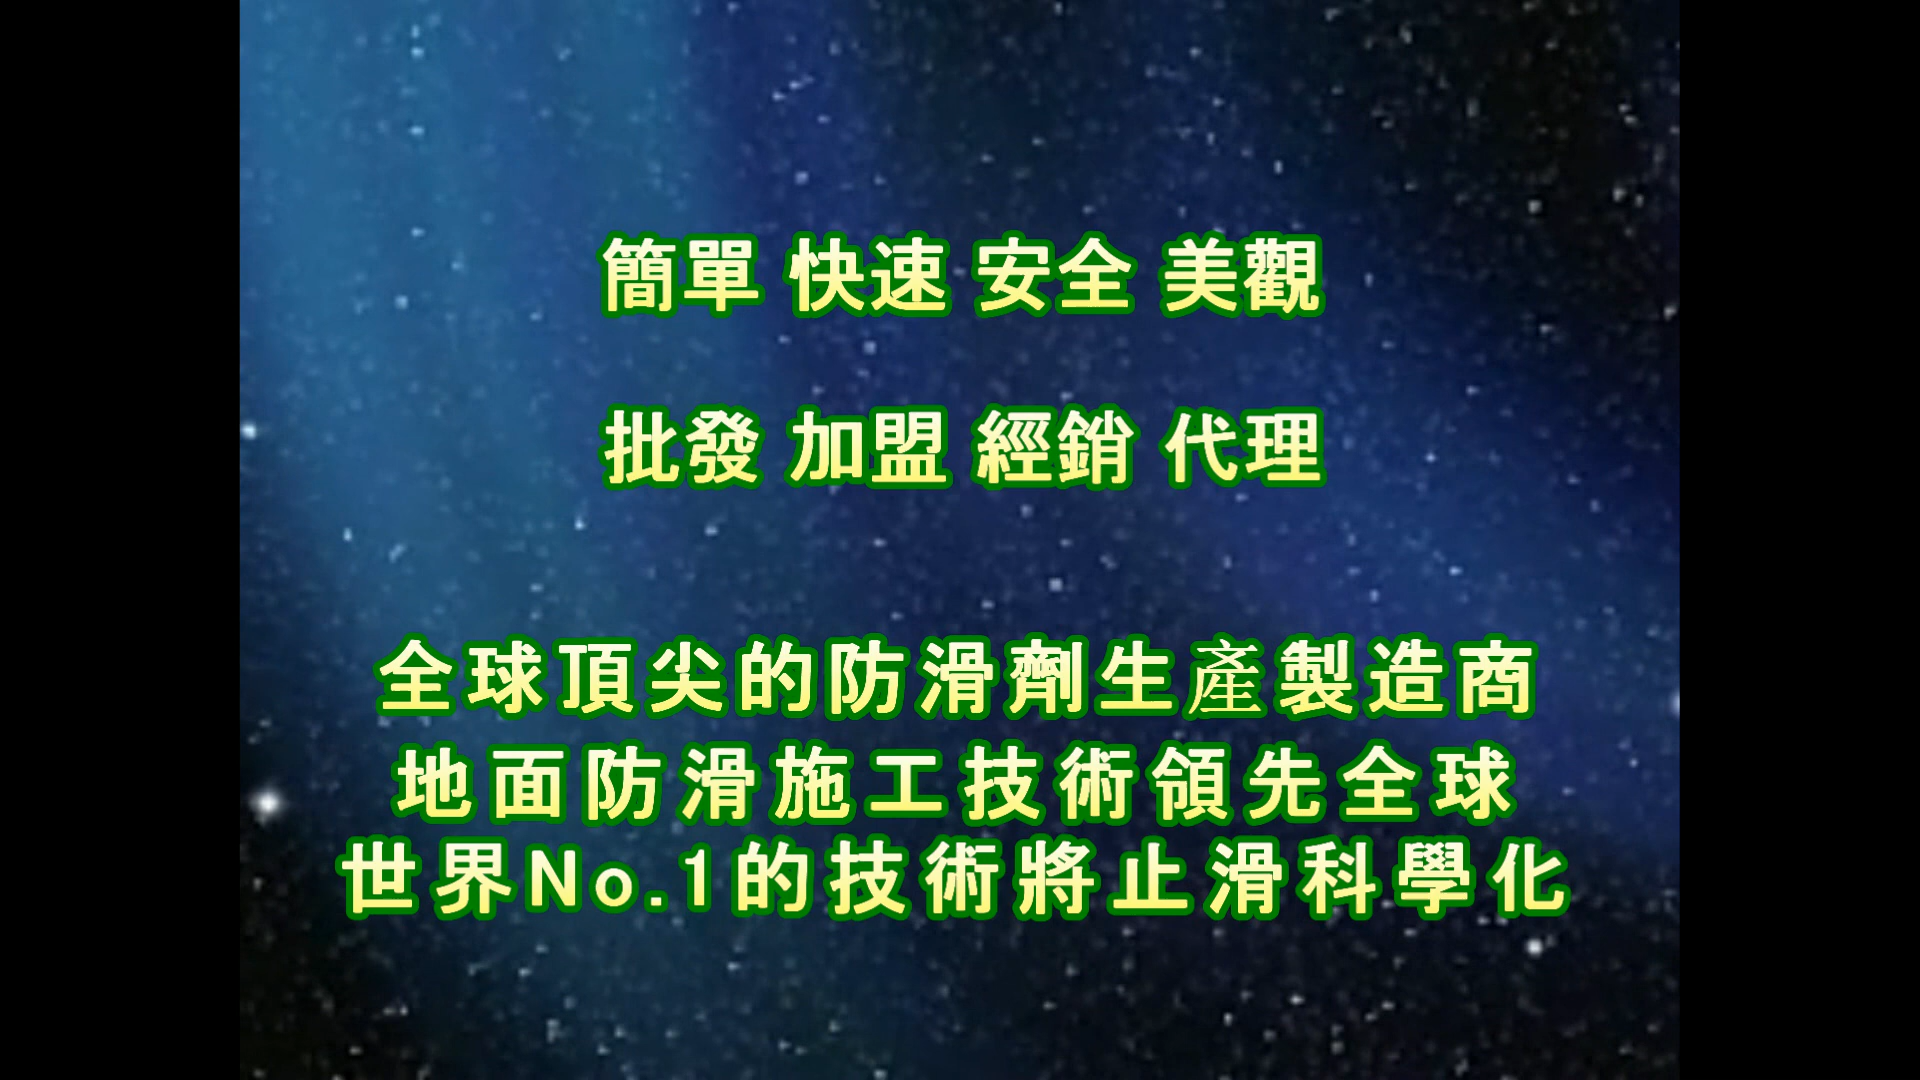 簡單 快速 安全 美觀
批發 加盟 經銷 代理
全球頂尖的防滑劑生產製造商
地面防滑施工技術領先全球
世界No.1的技術將止滑科學化